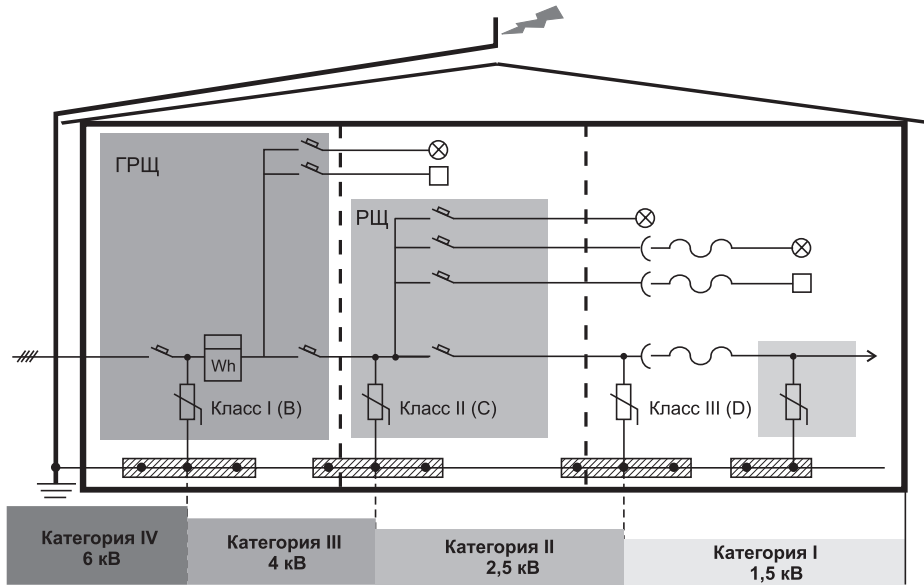 ГРЩ
РЩ
Wh
Класс I (B)
Класс II (C)
Класс III (D)
Категория IV
6 кВ
Категория III
4 кВ
Категория II
2,5 кВ
Категория I
1,5 кВ